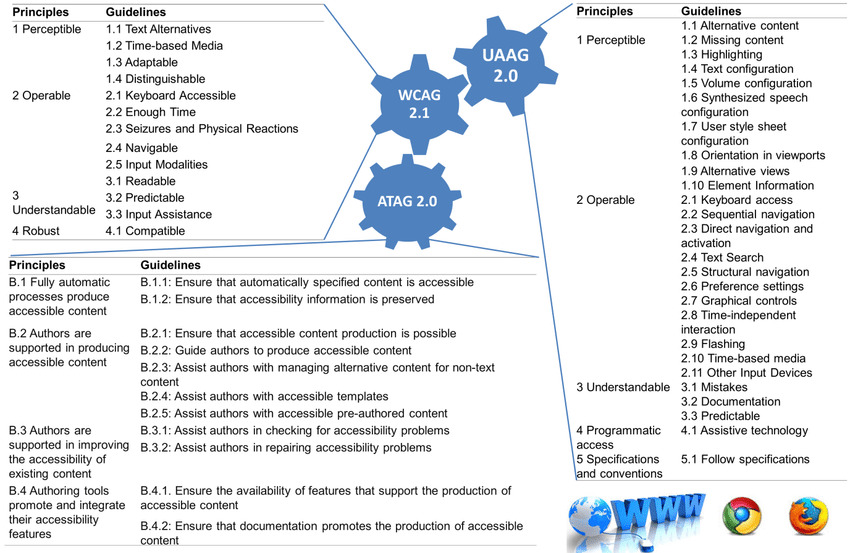 Principles Guidelines
1 Perceptible 1.1 Text Alternatives
1.2 Time-based Media
1.3 Adaptable
1.4 Distinguishable
2 Operable 2.1 Keyboard Accessible
2.2 Enough Time
2.3 Seizures and Physical Reactions
2.4 Navigable
2.5 Input Modalities
3.1 Readable
3
Understandable
3.2 Predictable
3.3 Input Assistance
4 Robust 4.1 Compatible
WCAG
2.1
UAAG
2.0
ATAG 2.0
Principles Guidelines
1.1 Alternative content
1 Perceptible 1.2 Missing content
1.3 Highlighting
1.4 Text configuration
1.5 Volume configuration
1.6 Synthesized speech
configuration
1.7 User style sheet
configuration
1.8 Orientation in viewports
1.9 Alternative views
1.10 Element Information
2 Operable 2.1 Keyboard access
2.2 Sequential navigation
2.3 Direct navigation and
activation
2.4 Text Search
2.5 Structural navigation
2.6 Preference settings
2.7 Graphical controls
2.8 Time-independent
interaction
2.9 Flashing
2.10 Time-based media
2.11 Other Input Devices
3 Understandable 3.1 Mistakes
3.2 Documentation
3.3 Predictable
4 Programmatic 4.1 Assistive technology
access
5 Specifications 5.1 Follow specifications
and conventions
Principles Guidelines
B.1 Fully automatic
processes produce
accessible content
B.1.1: Ensure that automatically specified content is accessible
B.1.2: Ensure that accessibility information is preserved
B.2 Authors are
supported in producing
accessible content
B.2.1: Ensure that accessible content production is possible
B.2.2: Guide authors to produce accessible content
B.2.3: Assist authors with managing alternative content for non-text
content
B.2.4: Assist authors with accessible templates
B.2.5: Assist authors with accessible pre-authored content
B.3 Authors are
supported in improving
the accessibility of
existing content
B.3.1: Assist authors in checking for accessibility problems
B.3.2: Assist authors in repairing accessibility problems
B.4 Authoring tools
promote and integrate
their accessibility
features
B.4.1. Ensure the availability of features that support the production of
accessible content
B.4.2: Ensure that documentation promotes the production of accessible
content
WWW